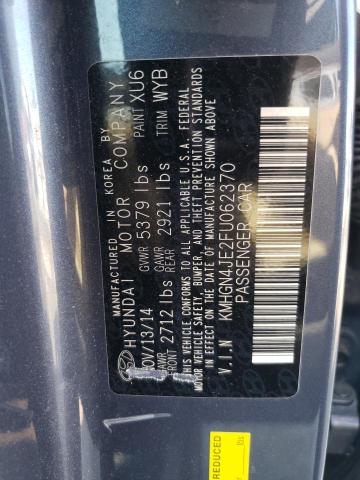 MANUFACTURED IN KOREA BY
HYUNDAI MOTOR COMPANY
NOV/13/14 GVWR 5379 lbs PAINT XU6
GAWR FRONT 2712 lbs GAWR REAR 2921 lbs TRIM WYB
THIS VEHICLE CONFORMS TO ALL APPLICABLE U.S.A. FEDERAL
MOTOR VEHICLE SAFETY, BUMPER, AND THEFT PREVENTION STANDARDS
IN EFFECT ON THE DATE OF MANUFACTURE SHOWN ABOVE.
V.I.N KMHGN4JE2FU062370
PASSENGER CAR
REDUCED
lbs